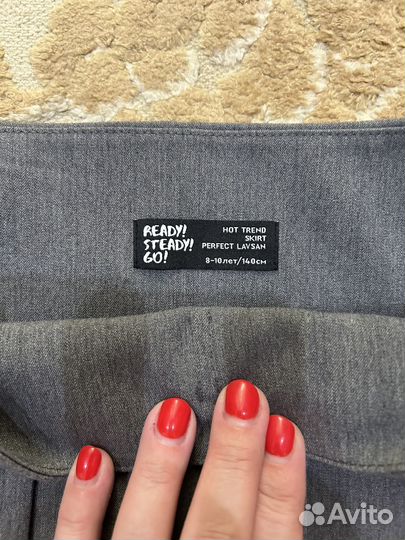 READY!
STEADY!
GO!
HOT TREND
SKIRT
PERFECT LAVSAN
8-10лет/140см
Avito